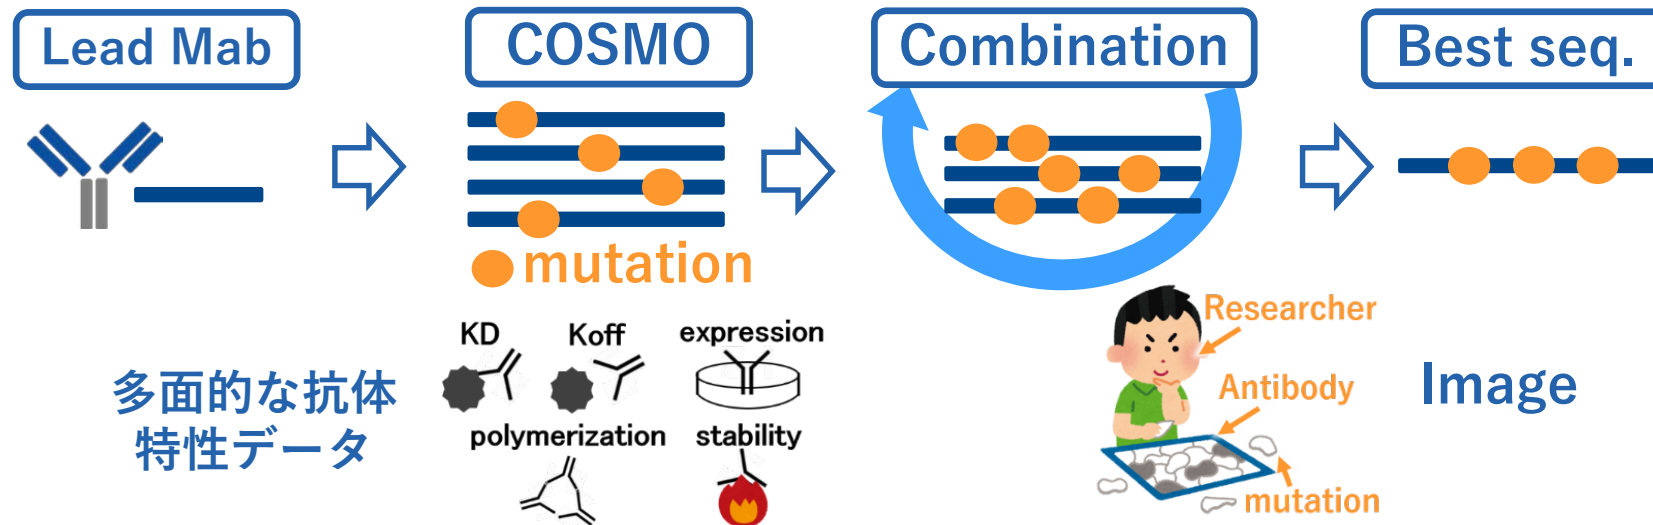 Lead Mab
COSMO
Combination
Best seq.
mutation
KD
Koff
expression
polymerization
stability
多面的な抗体
特性データ
Researcher
Antibody
mutation
Image